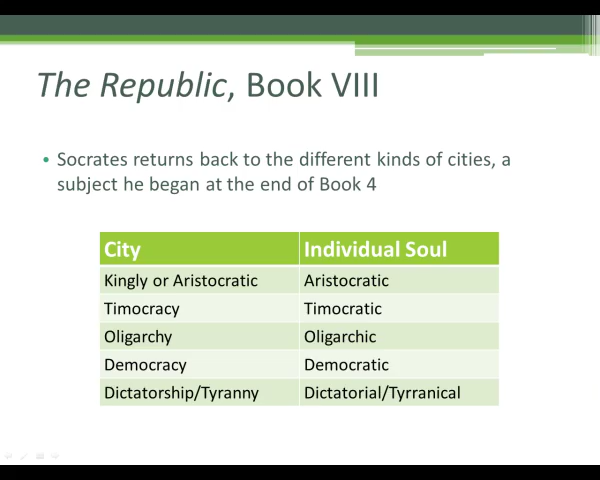 The Republic, Book VIII
• Socrates returns back to the different kinds of cities, a
subject he began at the end of Book 4
City Individual Soul
Kingly or Aristocratic Aristocratic
Timocracy Timocratic
Oligarchy Oligarchic
Democracy Democratic
Dictatorship/Tyranny Dictatorial/Tyrranical